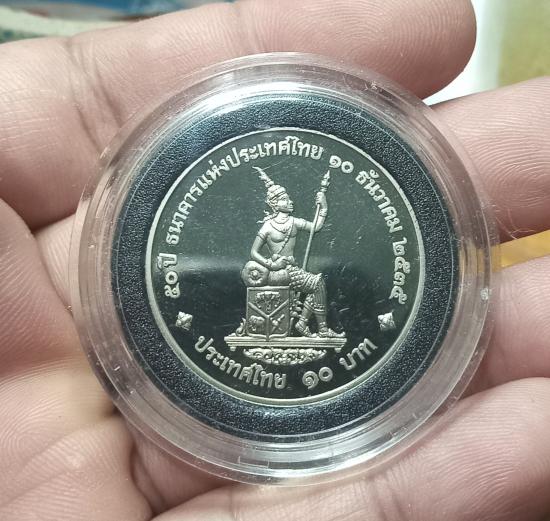 ๕๐ปี ธนาคารแห่งประเทศไทย ๑๐ ธันวาคม ๒๕๓๕
ประเทศไทย ๑๐ บาท